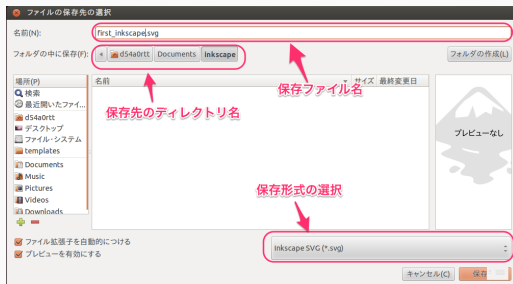 ファイルの保存先の選択
名前(N): first_inkscape.svg
フォルダの中に保存(F): d54a0rtt Documents Inkscape フォルダの作成(L)
保存ファイル名
場所(P) 名前 サイズ 最終変更日
検索
最近開いたファイ...
d54a0rtt
デスクトップ
ファイル・システム
templates
Documents
Music
Pictures
Videos
Downloads
保存先のディレクトリ名
プレビューなし
保存形式の選択
ファイル拡張子を自動的につける
プレビューを有効にする
Inkscape SVG (*.svg)
キャンセル(C) 保存